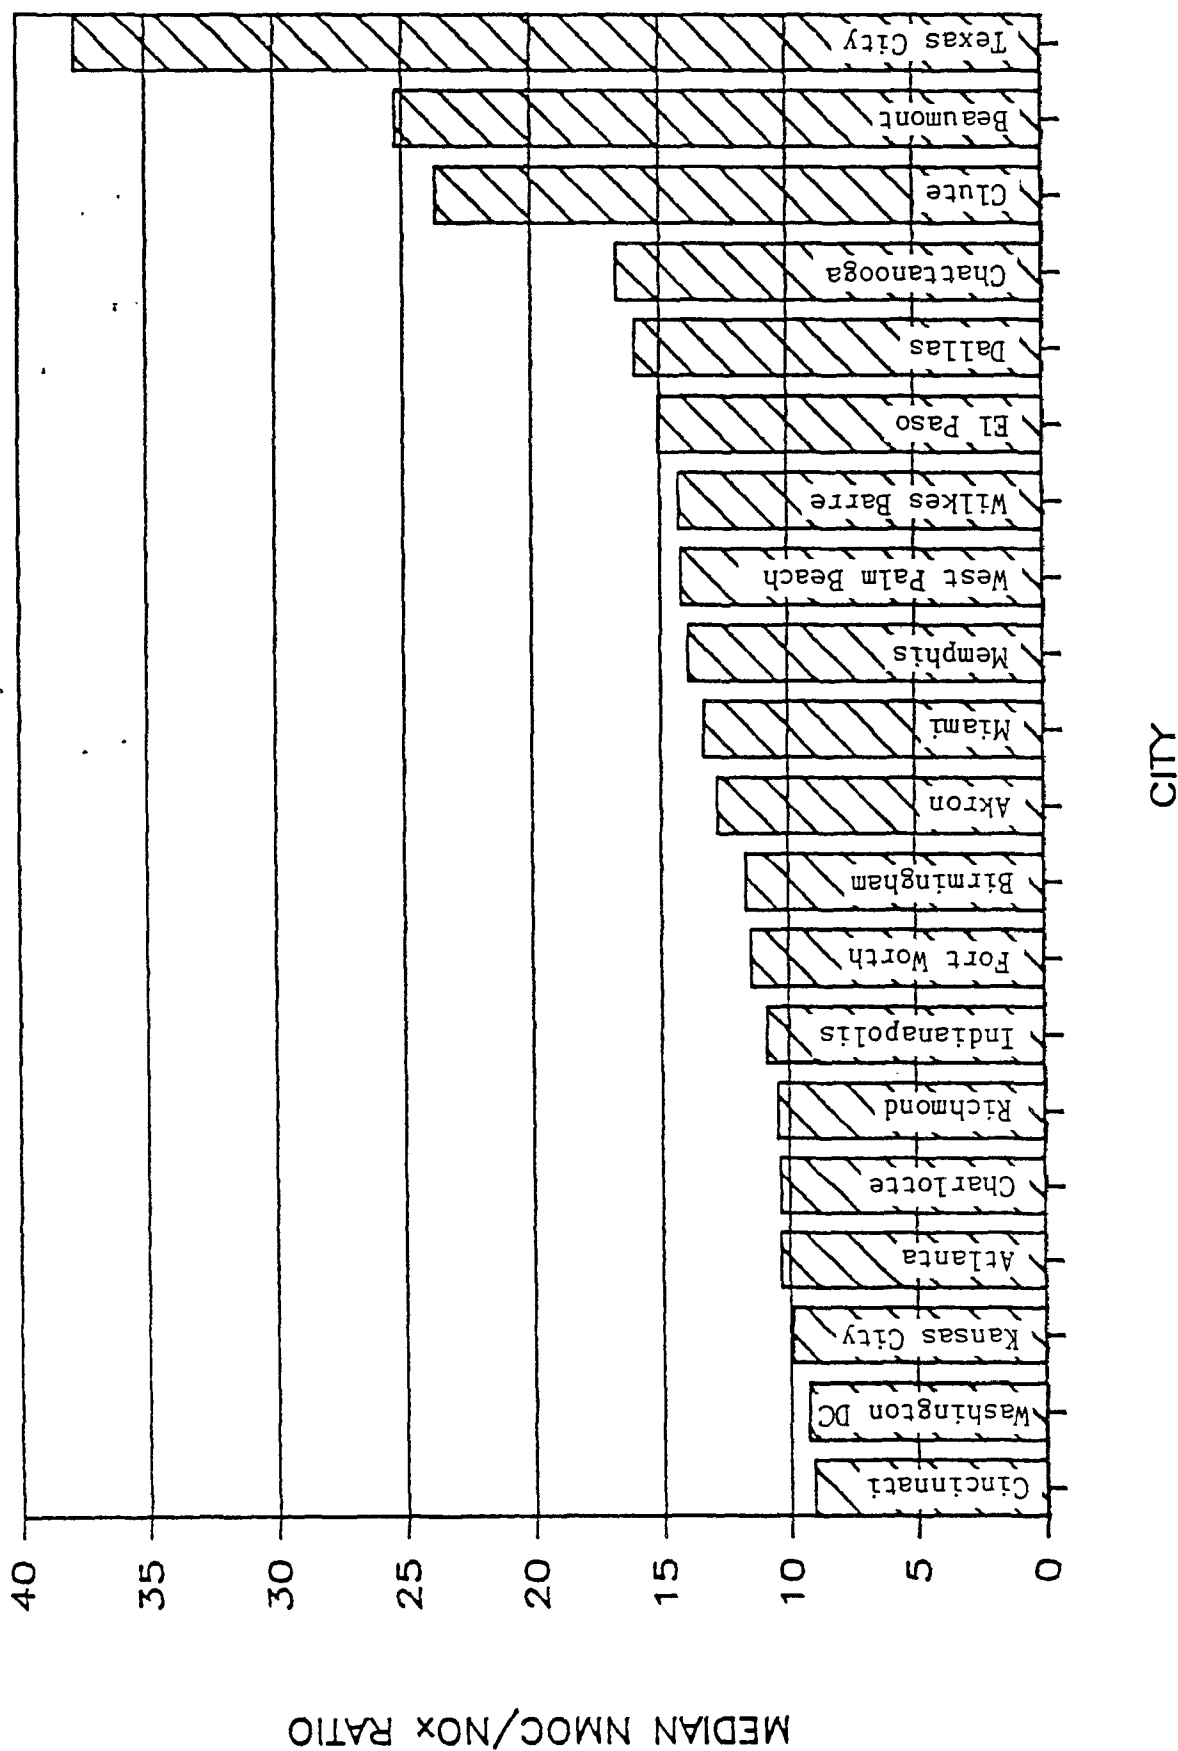 MEDIAN NMOC/NOx RATIO
40
35
30
25
20
15
10
5
0
Cincinnati
Washington DC
Kansas City
Atlanta
Charlotte
Richmond
Indianapolis
Fort Worth
Birmingham
Akron
Miami
Memphis
West Palm Beach
Wilkes Barre
El Paso
Dallas
Chattanooga
Clute
Beaumont
Texas City
CITY